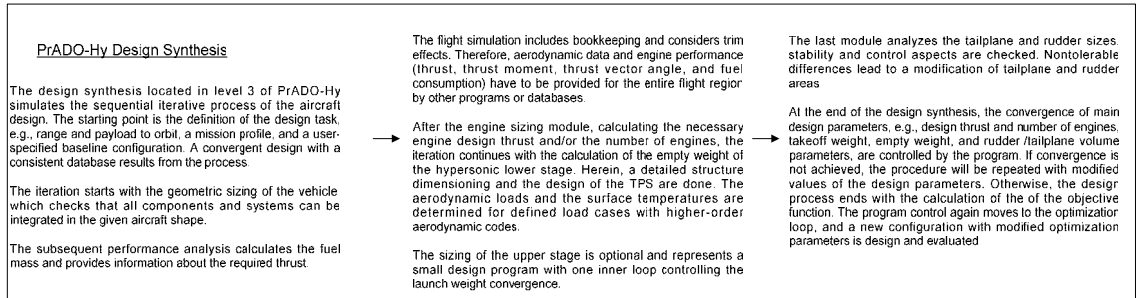 PrADO-Hy Design Synthesis
The design synthesis located in level 3 of PrADO-Hy
simulates the sequential iterative process of the aircraft
design. The starting point is the definition of the design task,
e.g., range and payload to orbit, a mission profile, and a user-
specified baseline configuration. A convergent design with a
consistent database results from the process.
The iteration starts with the geometric sizing of the vehicle
which checks that all components and systems can be
integrated in the given aircraft shape.
The subsequent performance analysis calculates the fuel
mass and provides information about the required thrust.
The flight simulation includes bookkeeping and considers trim
effects. Therefore, aerodynamic data and engine performance
(thrust, thrust moment, thrust vector angle, and fuel
consumption) have to be provided for the entire flight region
by other programs or databases.
After the engine sizing module, calculating the necessary
engine design thrust and/or the number of engines, the
iteration continues with the calculation of the empty weight of
the hypersonic lower stage. Herein, a detailed structure
dimensioning and the design of the TPS are done. The
aerodynamic loads and the surface temperatures are
determined for defined load cases with higher-order
aerodynamic codes.
The sizing of the upper stage is optional and represents a
small design program with one inner loop controlling the
launch weight convergence.
The last module analyzes the tailplane and rudder sizes.
stability and control aspects are checked. Nontolerable
differences lead to a modification of tailplane and rudder
areas
At the end of the design synthesis, the convergence of main
design parameters, e.g., design thrust and number of engines,
takeoff weight, empty weight, and rudder /tailplane volume
parameters, are controlled by the program. If convergence is
not achieved, the procedure will be repeated with modified
values of the design parameters. Otherwise, the design
process ends with the calculation of the of the objective
function. The program control again moves to the optimization
loop, and a new configuration with modified optimization
parameters is design and evaluated